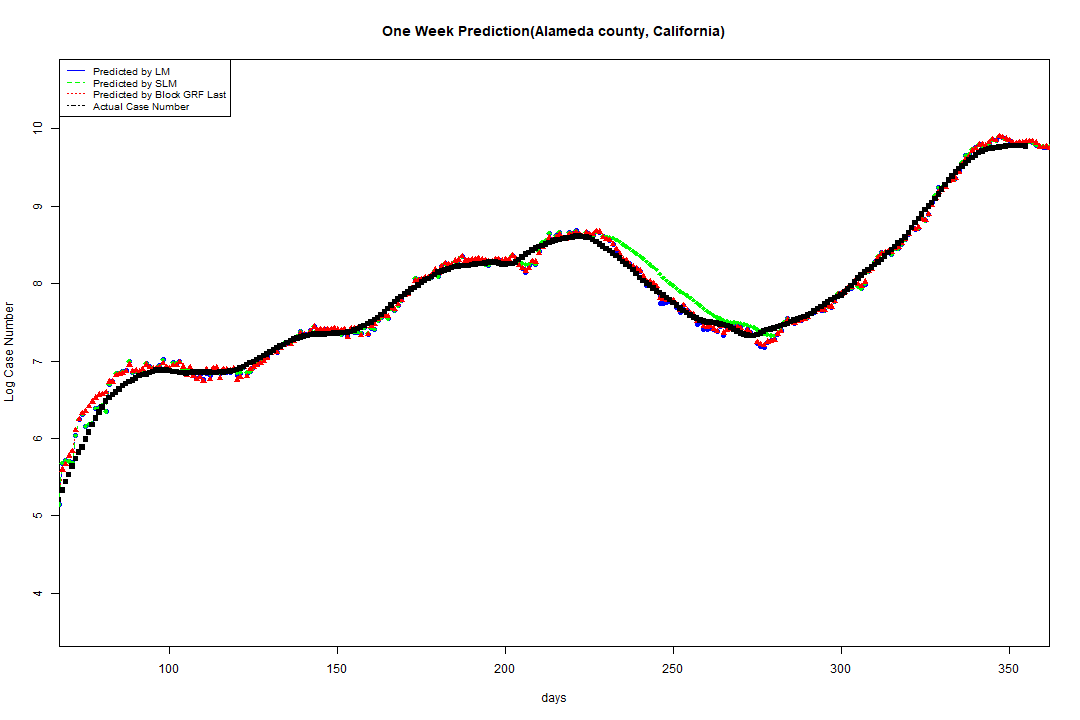 One Week Prediction(Alameda county, California)
Predicted by LM
Predicted by SLM
Predicted by Block GRF Last
Actual Case Number
Log Case Number
10
9
8
7
6
5
4
100 150 200 250 300 350
days